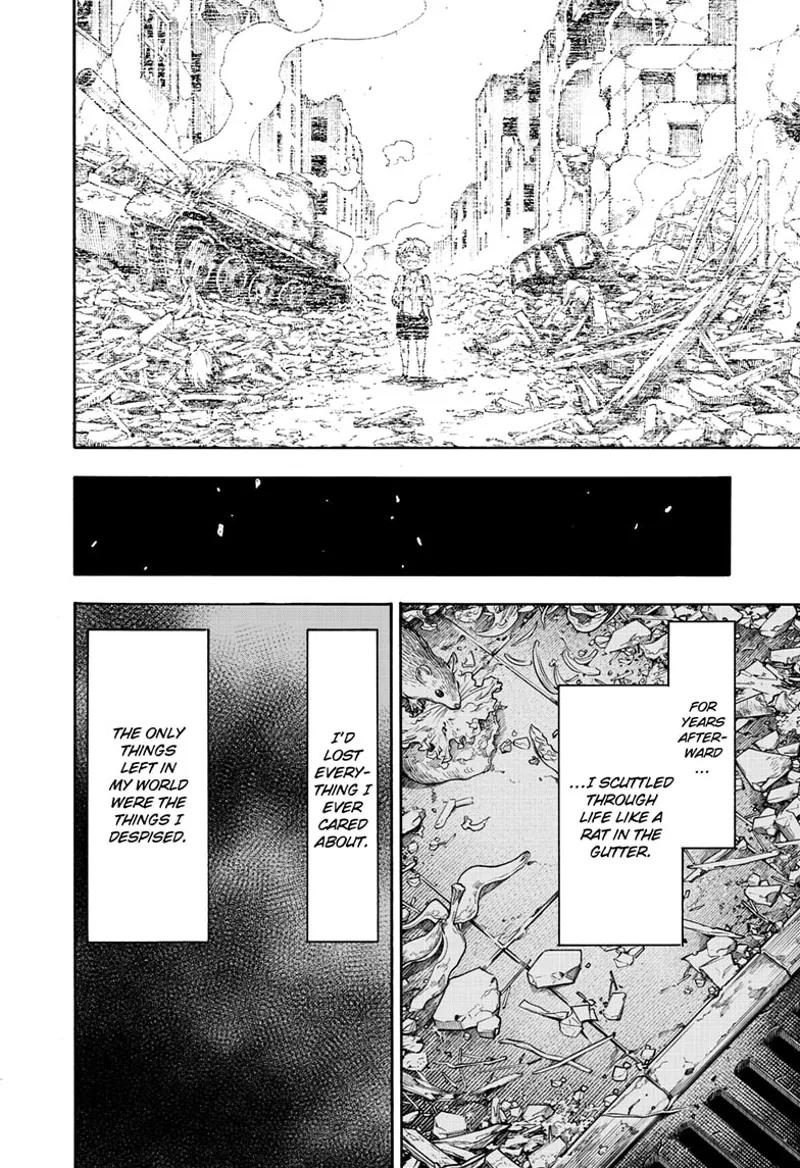 FOR
YEARS
AFTER-
WARD
...
...I SCUTTLED
THROUGH
LIFE LIKE A
RAT IN THE
GUTTER.
I'D
LOST
EVERY-
THING I
EVER
CARED
ABOUT.
THE ONLY
THINGS
LEFT IN
MY WORLD
WERE THE
THINGS I
DESPISED.